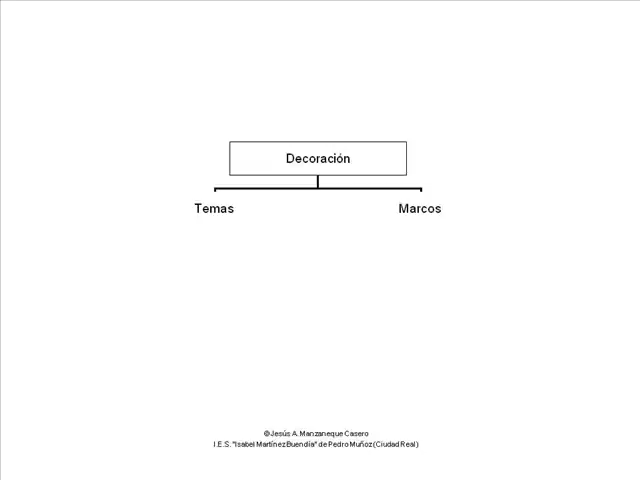 Decoración
Temas Marcos
©Jesús A. Manzaneque Casero
I.E.S. "Isabel Martínez Buendía" de Pedro Muñoz (Ciudad Real)